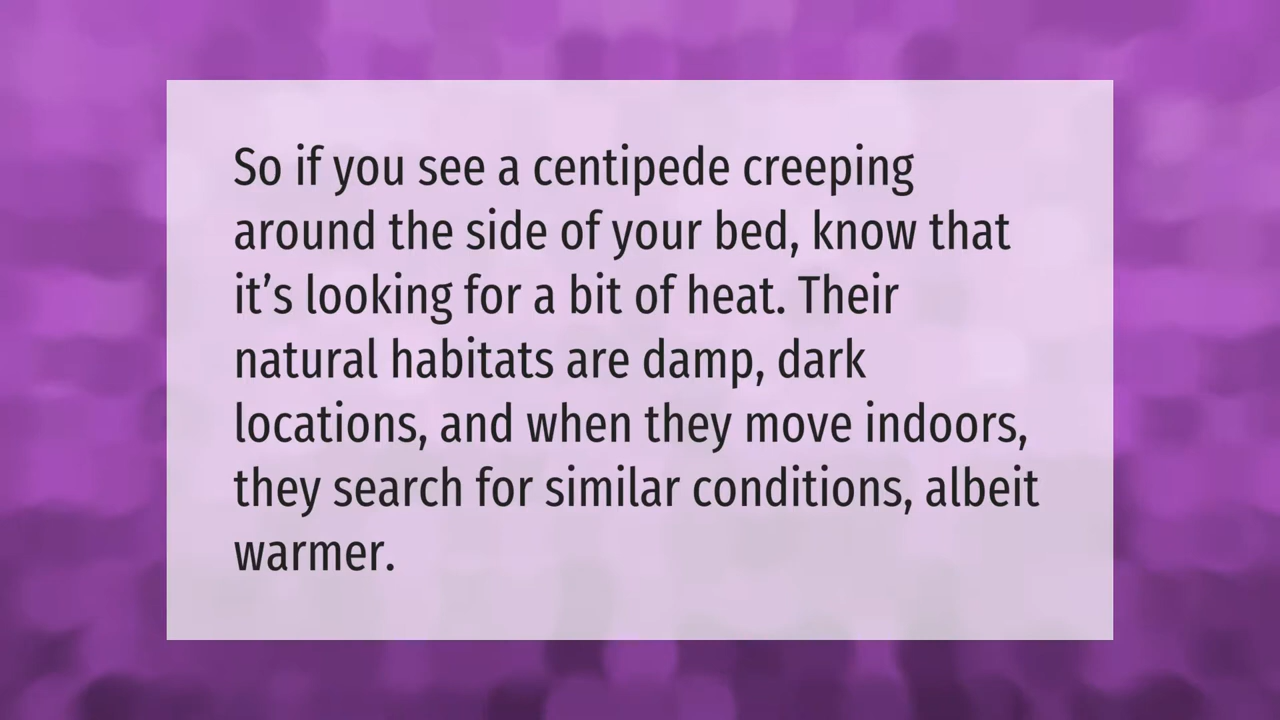 So if you see a centipede creeping
around the side of your bed, know that
it’s looking for a bit of heat. Their
natural habitats are damp, dark
locations, and when they move indoors,
they search for similar conditions, albeit
warmer.